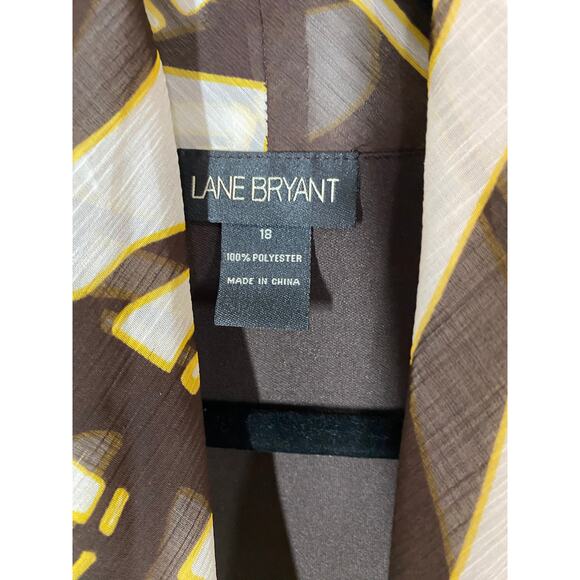 LANE BRYANT
18
100% POLYESTER
MADE IN CHINA